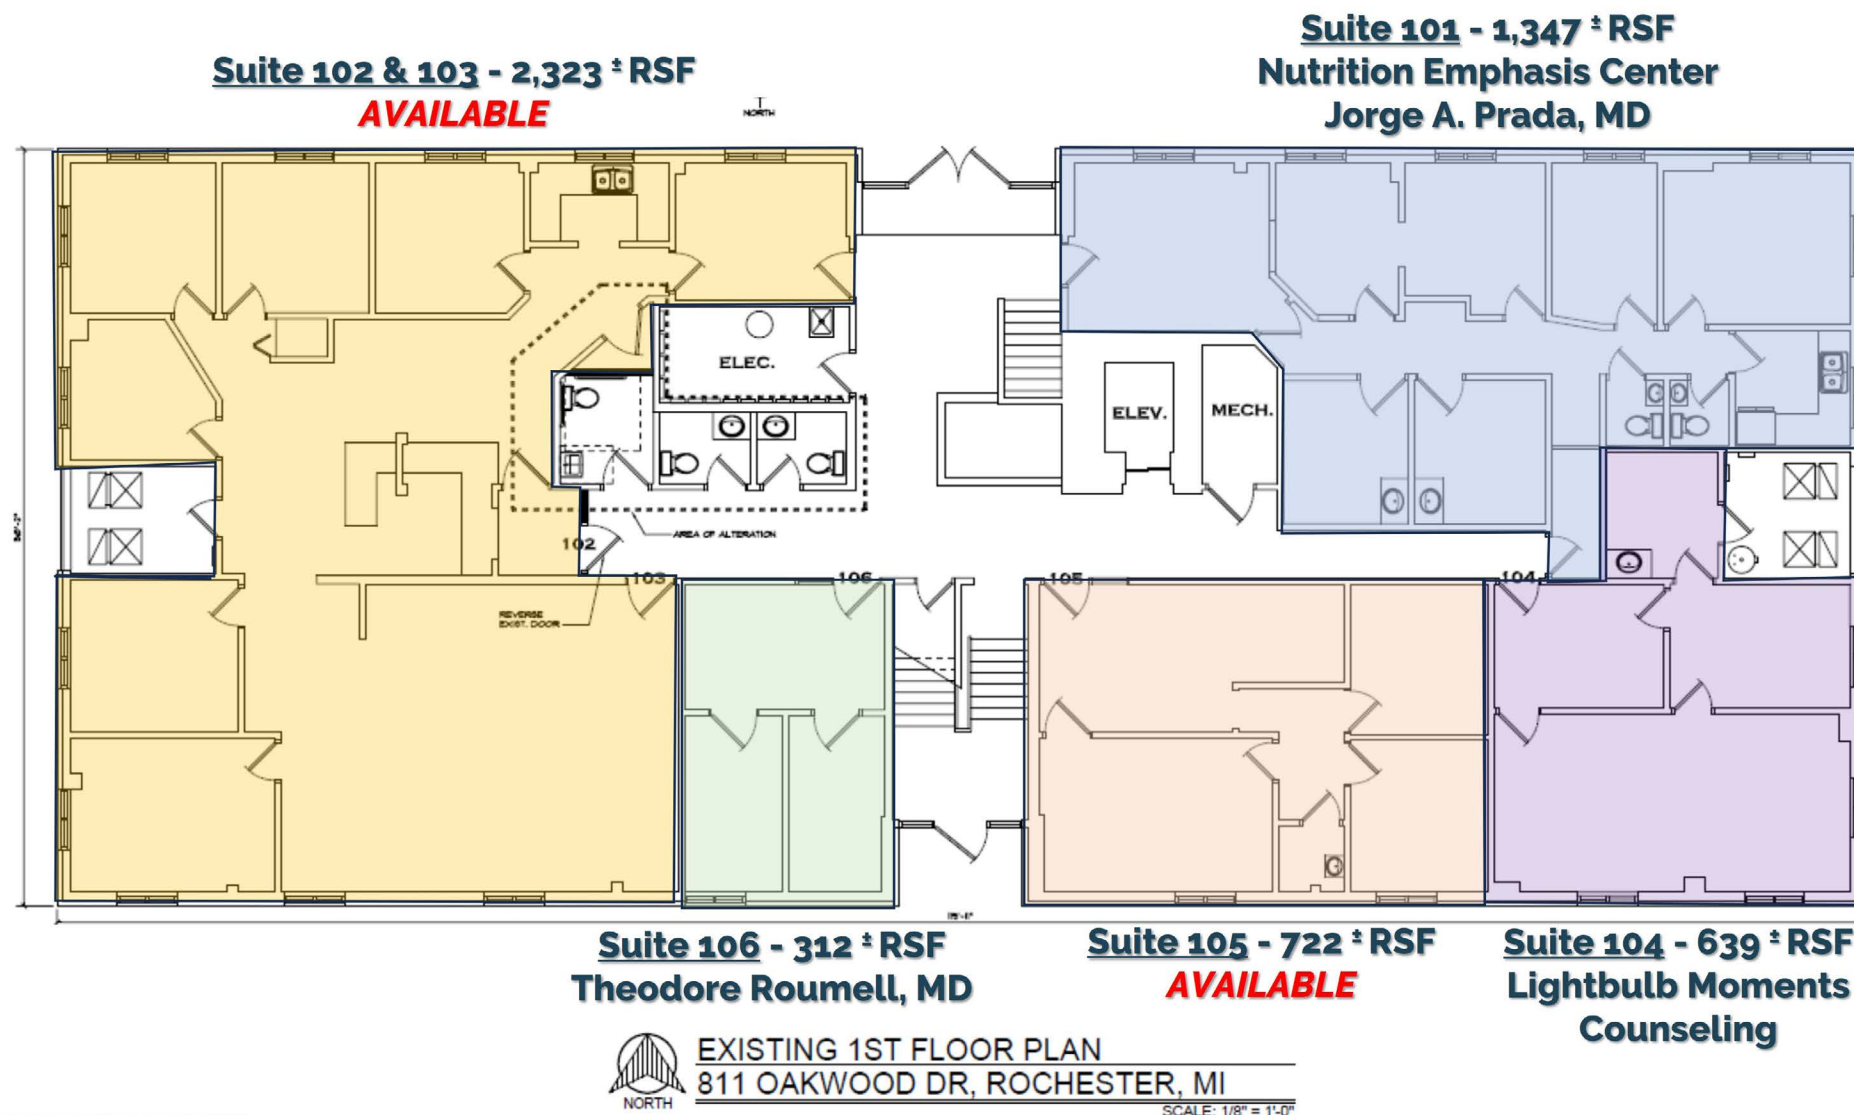 Suite 101 - 1,347 ± RSF
Nutrition Emphasis Center
Jorge A. Prada, MD
Suite 102 & 103 - 2,323 ± RSF
AVAILABLE
NORTH
ELEC.
ELEV.
MECH.
AREA OF ALTERATION
102
103
106
105
104
REVERSE
EXIST. DOOR
Suite 106 - 312 ± RSF
Theodore Roumell, MD
Suite 105 - 722 ± RSF
AVAILABLE
Suite 104 - 639 ± RSF
Lightbulb Moments
Counseling
EXISTING 1ST FLOOR PLAN
811 OAKWOOD DR, ROCHESTER, MI
NORTH
SCALE: 1/8" = 1'-0"